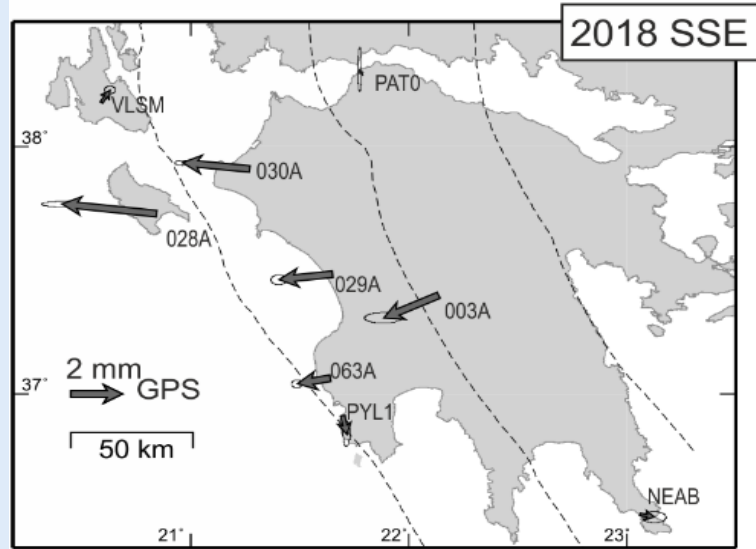 2018 SSE
PAT0
VLSM
38°
030A
028A
029A
003A
063A
2 mm
37°
GPS
PYL1
50 km
NEAB
21°
22°
23°